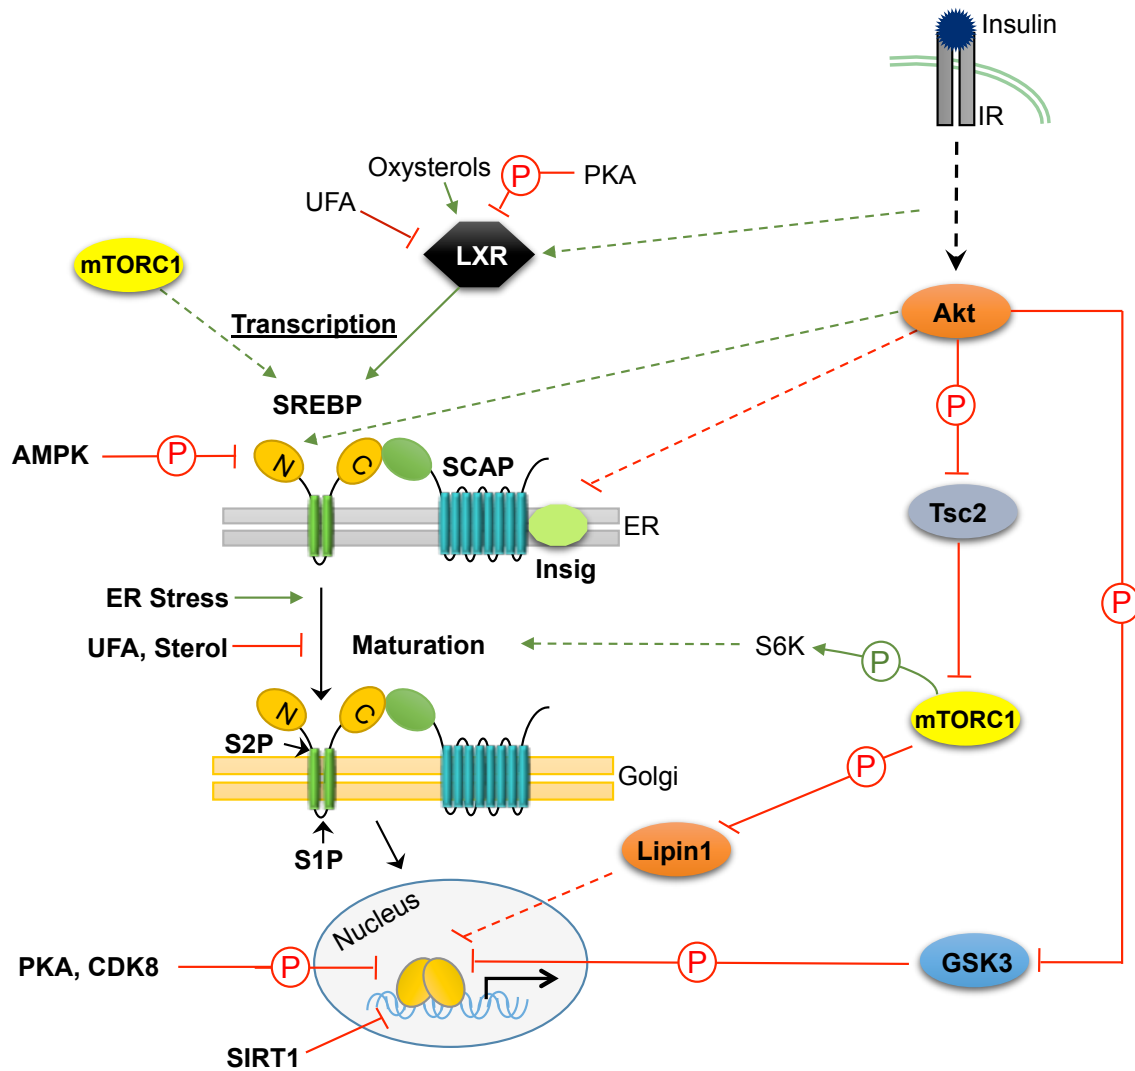 Insulin
IR
Oxysterols
P
PKA
UFA
LXR
mTORC1
Transcription
Akt
SREBP
P
AMPK
P
N
C
SCAP
Tsc2
ER
Insig
ER Stress
P
UFA, Sterol
Maturation
S6K
P
N
C
mTORC1
S2P
Golgi
P
S1P
Lipin1
Nucleus
PKA, CDK8
P
P
GSK3
SIRT1